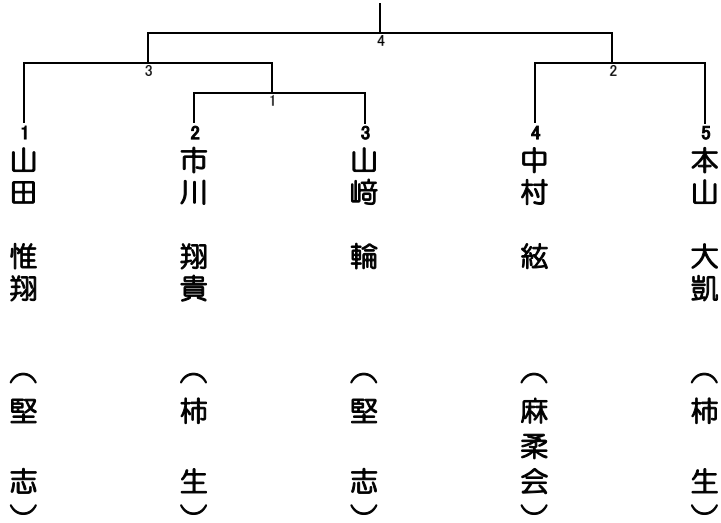 4
3
2
1
1 山田 惟翔 （堅 志）
2 市川 翔貴 （柿 生）
3 山﨑 輪 （堅 志）
4 中村 絃 （麻柔会）
5 本山 大凱 （柿 生）